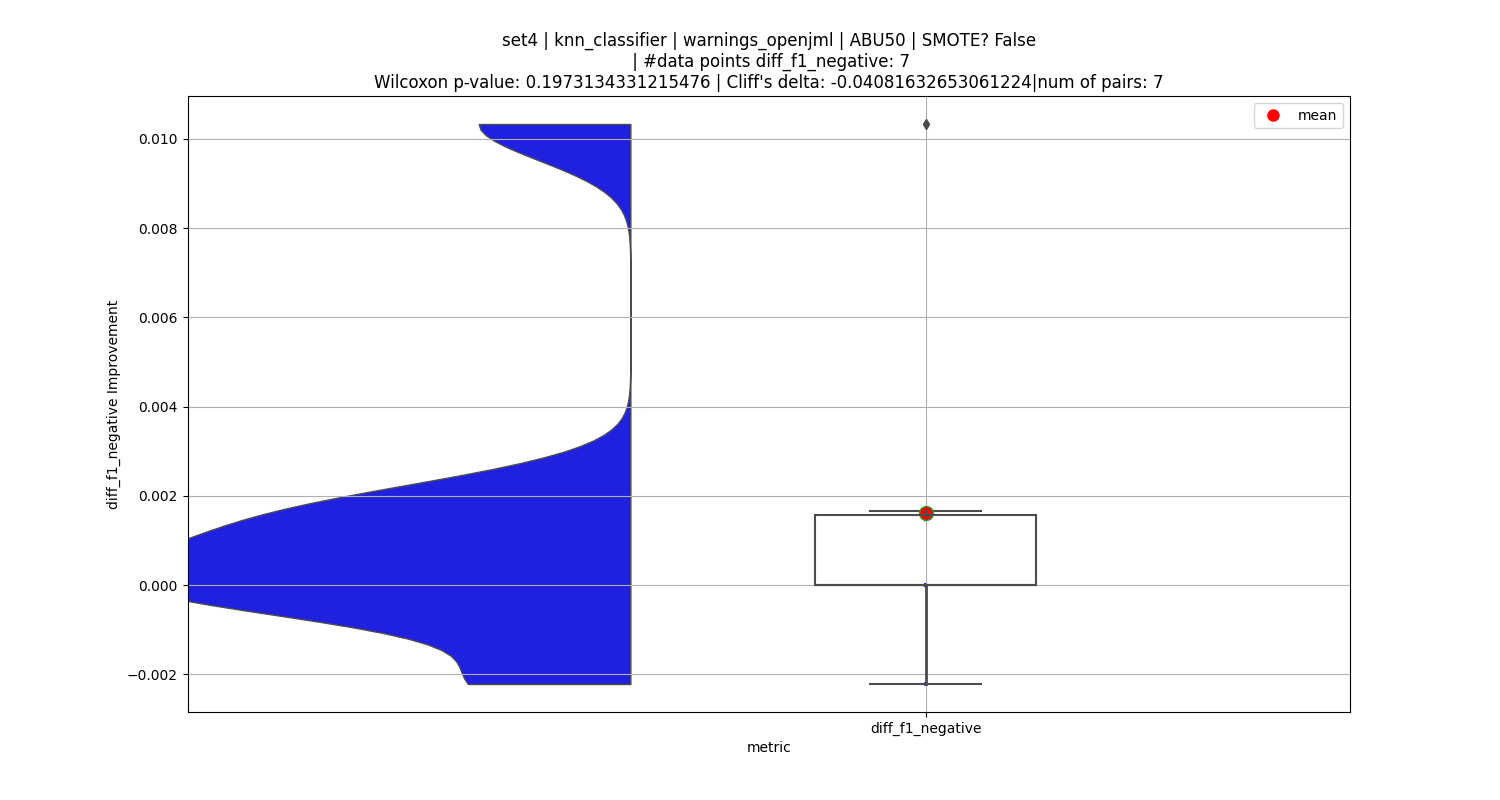 set4 | knn_classifier | warnings_openjml | ABU50 | SMOTE? False
| #data points diff_f1_negative: 7
Wilcoxon p-value: 0.1973134331215476 | Cliff's delta: -0.04081632653061224|num of pairs: 7
mean
0.010
0.008
0.006
0.004
0.002
0.000
−0.002
diff_f1_negative Improvement
diff_f1_negative
metric